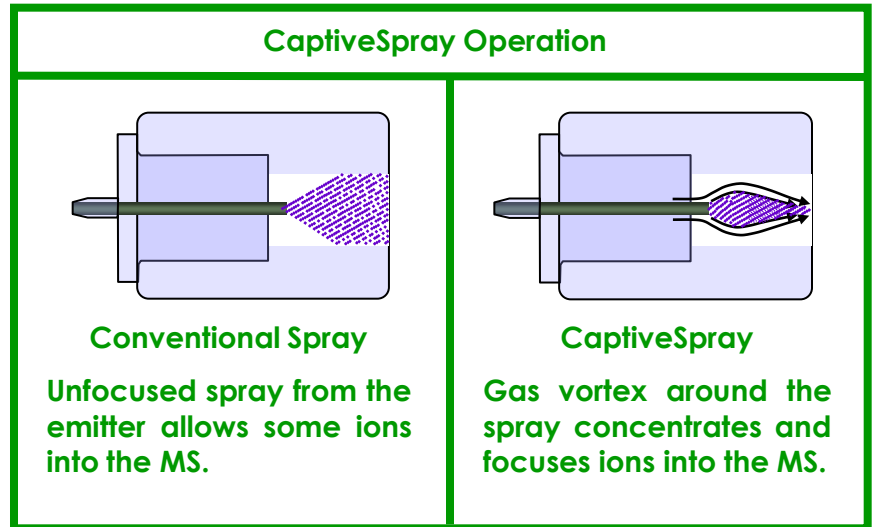 CaptiveSpray Operation
Conventional Spray
Unfocused spray from the
emitter allows some ions
into the MS.
CaptiveSpray
Gas vortex around the
spray concentrates and
focuses ions into the MS.